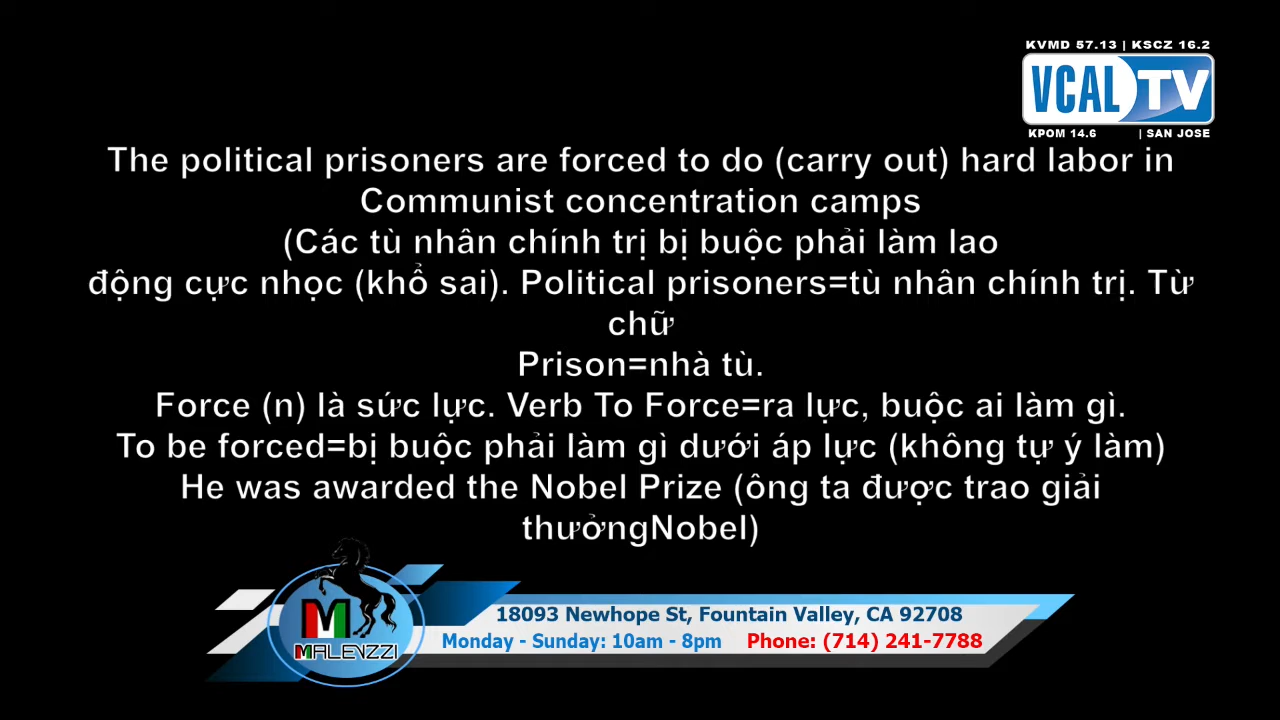 KVMD 57.13 | KSCZ 16.2
VCAL TV
KPOM 14.6 | SAN JOSE
The political prisoners are forced to do (carry out) hard labor in
Communist concentration camps
(Các tù nhân chính trị bị buộc phải làm lao
động cực nhọc (khổ sai). Political prisoners=tù nhân chính trị. Từ
chữ
Prison=nhà tù.
Force (n) là sức lực. Verb To Force=ra lực, buộc ai làm gì.
To be forced=bị buộc phải làm gì dưới áp lực (không tự ý làm)
He was awarded the Nobel Prize (ông ta được trao giải
thưởngNobel)
M
MALENZZI
18093 Newhope St, Fountain Valley, CA 92708
Monday - Sunday: 10am - 8pm Phone: (714) 241-7788